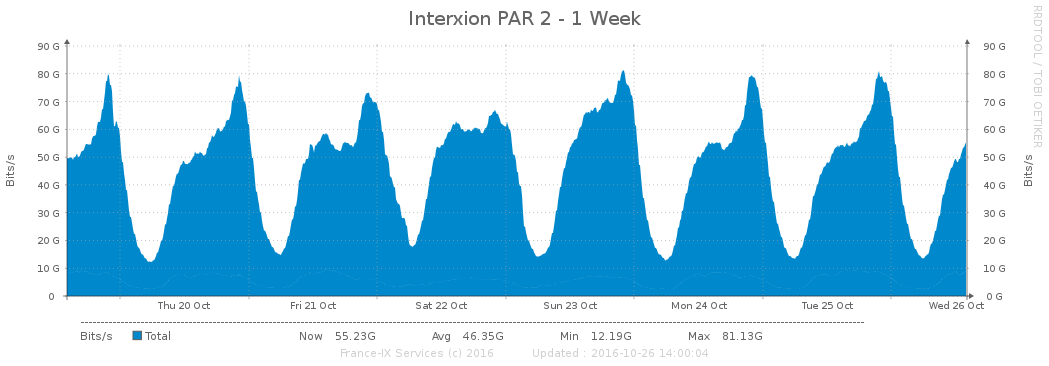 Interxion PAR 2 - 1 Week
RRDTOOL / TOBI OETIKER
90 G 90 G
80 G 80 G
70 G 70 G
60 G 60 G
50 G 50 G
40 G 40 G
30 G 30 G
20 G 20 G
10 G 10 G
0 0 G
Bits/s
Bits/s
Thu 20 Oct Fri 21 Oct Sat 22 Oct Sun 23 Oct Mon 24 Oct Tue 25 Oct Wed 26 Oct
Bits/s Total Now 55.23G Avg 46.35G Min 12.19G Max 81.13G
France-IX Services (c) 2016 Updated : 2016-10-26 14:00:04